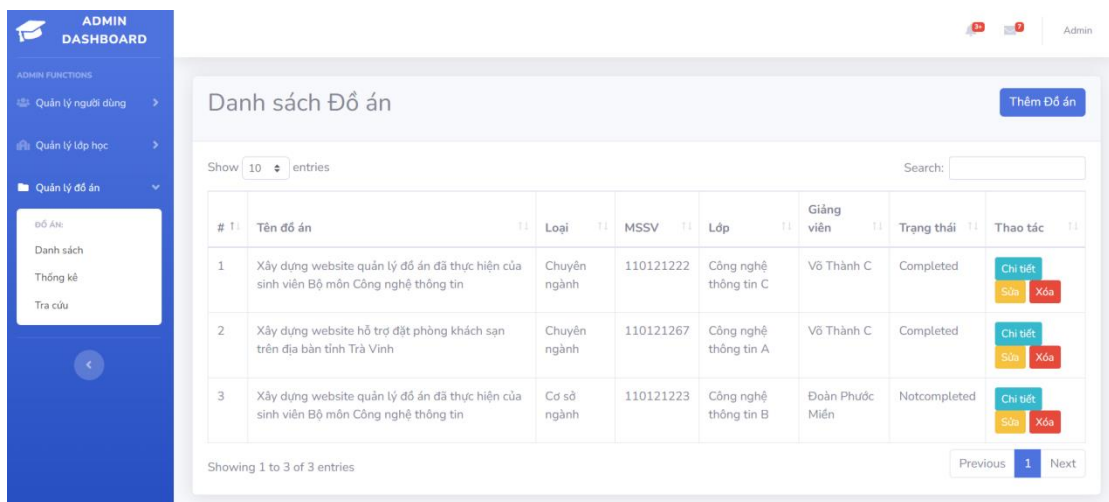 ADMIN
DASHBOARD
3+
7
Admin
ADMIN FUNCTIONS
Quản lý người dùng
Quản lý lớp học
Quản lý đồ án
ĐỒ ÁN:
Danh sách
Thống kê
Tra cứu
Danh sách Đồ án
Thêm Đồ án
Show 10 entries
Search:
# Tên đồ án Loại MSSV Lớp Giảng
viên Trạng thái Thao tác
1 Xây dựng website quản lý đồ án đã thực hiện của Chuyên 110121222 Công nghệ Võ Thành C Completed Chi tiết
sinh viên Bộ môn Công nghệ thông tin ngành thông tin C Sửa Xóa
2 Xây dựng website hỗ trợ đặt phòng khách sạn Chuyên 110121267 Công nghệ Võ Thành C Completed Chi tiết
trên địa bàn tỉnh Trà Vinh ngành thông tin A Sửa Xóa
3 Xây dựng website quản lý đồ án đã thực hiện của Cơ sở 110121223 Công nghệ Đoàn Phước Notcompleted Chi tiết
sinh viên Bộ môn Công nghệ thông tin ngành thông tin B Miền Sửa Xóa
Showing 1 to 3 of 3 entries
Previous 1 Next